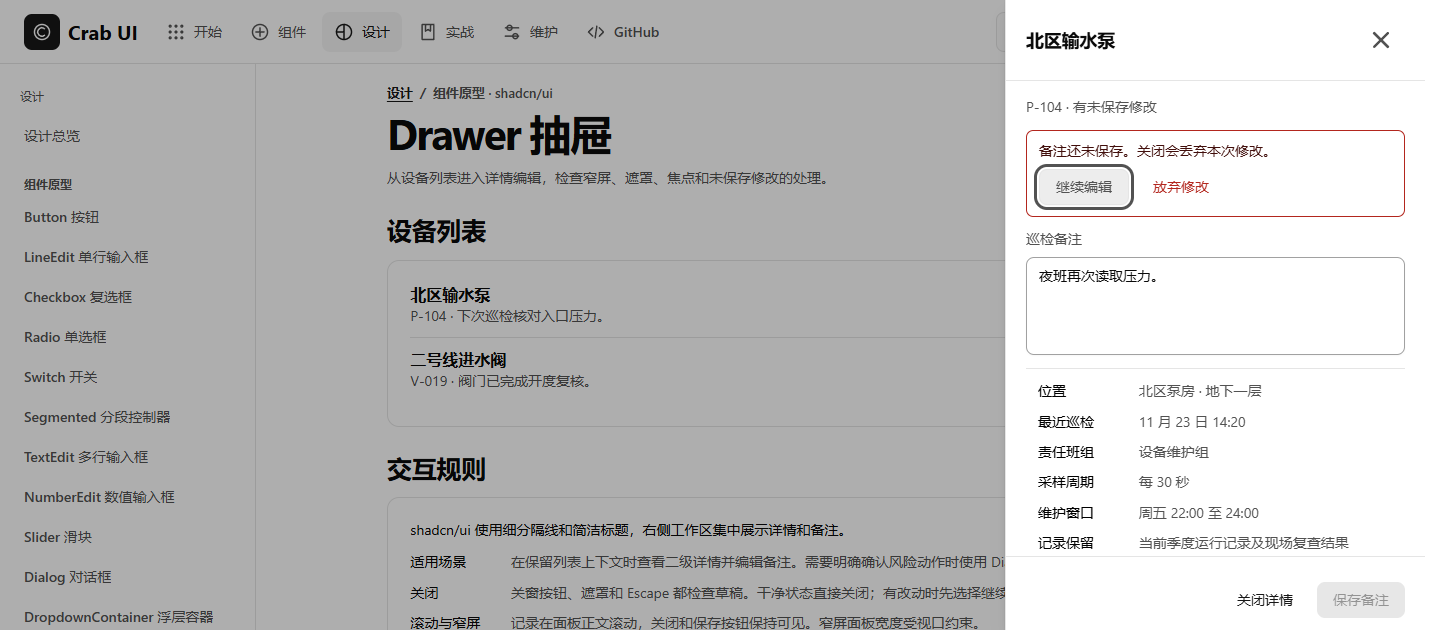 Crab UI 开始 组件 设计 实战 维护 GitHub
设计
设计总览
组件原型
Button 按钮
LineEdit 单行输入框
Checkbox 复选框
Radio 单选框
Switch 开关
Segmented 分段控制器
TextEdit 多行输入框
NumberEdit 数值输入框
Slider 滑块
Dialog 对话框
DropdownContainer 浮层容器
设计 / 组件原型 · shadcn/ui
Drawer 抽屉
从设备列表进入详情编辑，检查窄屏、遮罩、焦点和未保存修改的处理。
设备列表
北区输水泵
P-104 · 下次巡检核对入口压力。
二号线进水阀
V-019 · 阀门已完成开度复核。
交互规则
shadcn/ui 使用细分隔线和简洁标题，右侧工作区集中展示详情和备注。
适用场景 在保留列表上下文时查看二级详情并编辑备注。需要明确确认风险动作时使用 Di
关闭 关窗按钮、遮罩和 Escape 都检查草稿。干净状态直接关闭；有改动时先选择继续
滚动与窄屏 记录在面板正文滚动，关闭和保存按钮保持可见。窄屏面板宽度受视口约束。
北区输水泵
P-104 · 有未保存修改
备注还未保存。关闭会丢弃本次修改。
继续编辑 放弃修改
巡检备注
夜班再次读取压力。
位置 北区泵房 · 地下一层
最近巡检 11 月 23 日 14:20
责任班组 设备维护组
采样周期 每 30 秒
维护窗口 周五 22:00 至 24:00
记录保留 当前季度运行记录及现场复查结果
关闭详情 保存备注